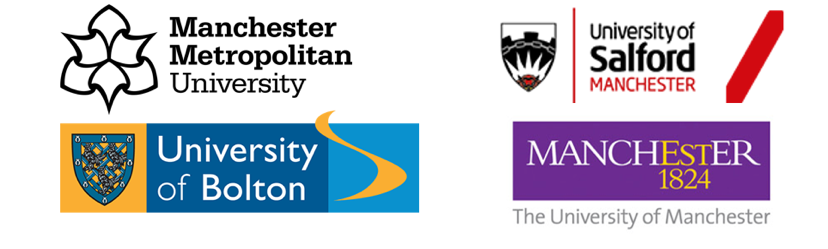 Manchester
Metropolitan
University
University of
Salford
MANCHESTER
University
of Bolton
MANCHESTER
1824
The University of Manchester